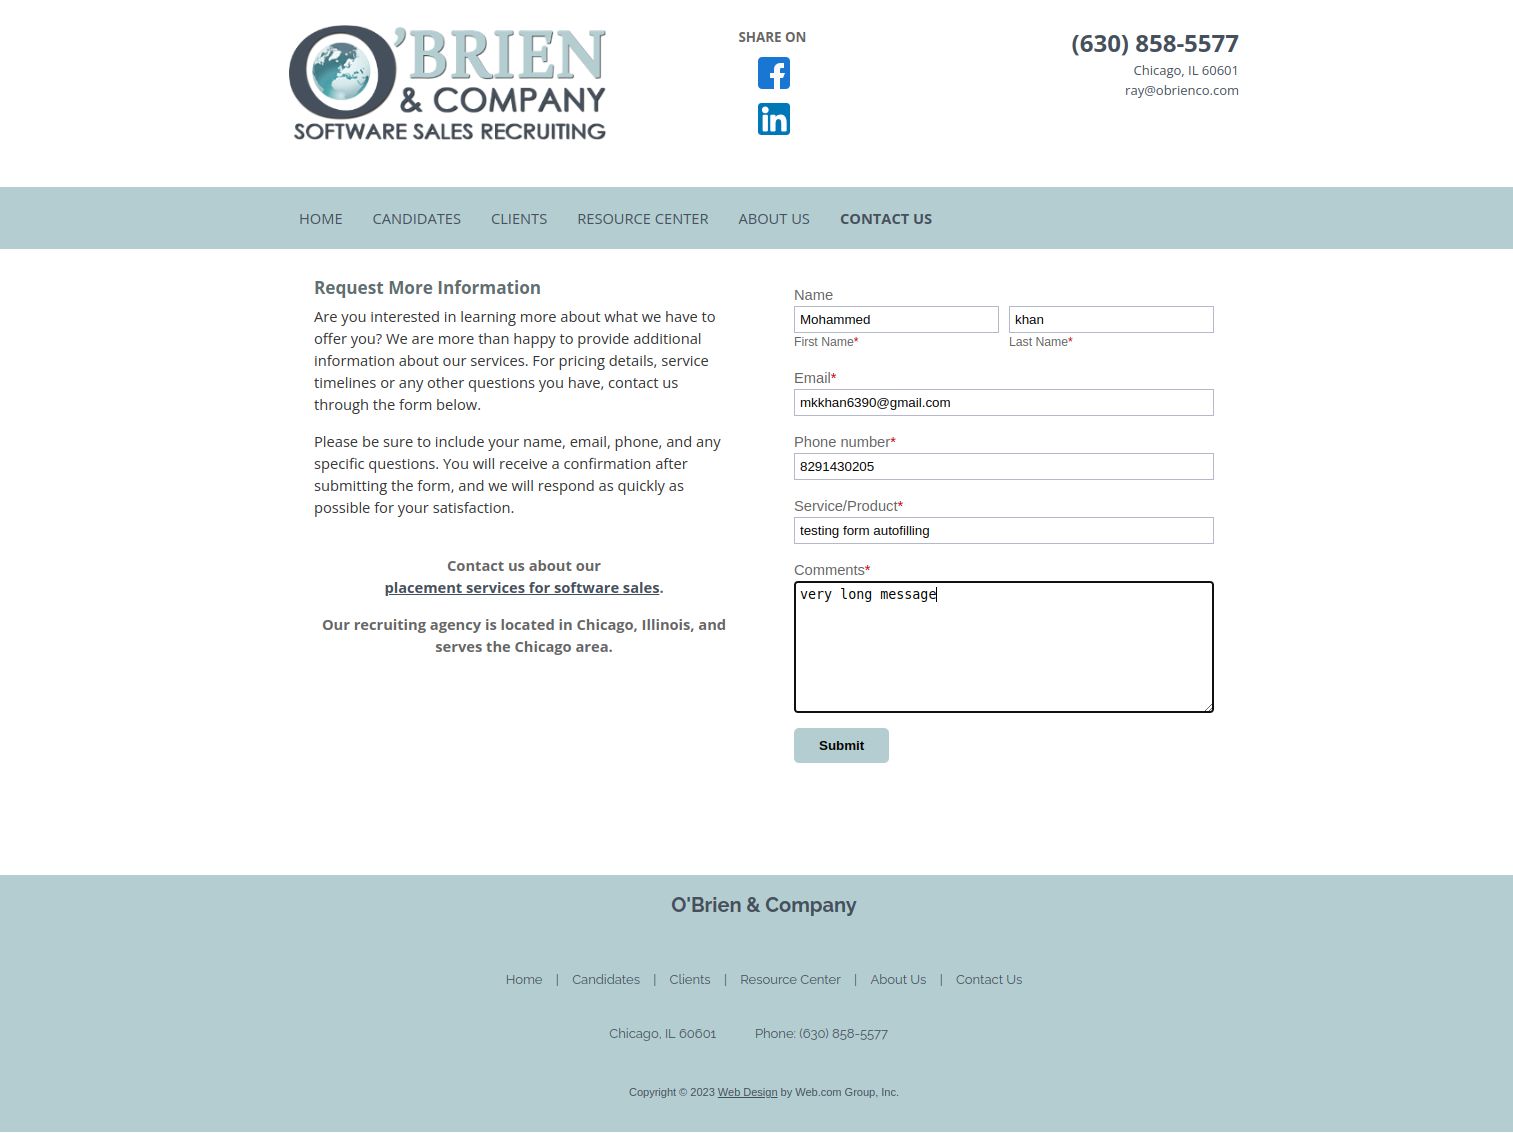 O'BRIEN
& COMPANY
SOFTWARE SALES RECRUITING
SHARE ON
(630) 858-5577
Chicago, IL 60601
ray@obrienco.com
HOME CANDIDATES CLIENTS RESOURCE CENTER ABOUT US CONTACT US
Request More Information
Are you interested in learning more about what we have to
offer you? We are more than happy to provide additional
information about our services. For pricing details, service
timelines or any other questions you have, contact us
through the form below.
Please be sure to include your name, email, phone, and any
specific questions. You will receive a confirmation after
submitting the form, and we will respond as quickly as
possible for your satisfaction.
Contact us about our
placement services for software sales.
Our recruiting agency is located in Chicago, Illinois, and
serves the Chicago area.
Name
Mohammed khan
First Name* Last Name*
Email*
mkkhan6390@gmail.com
Phone number*
8291430205
Service/Product*
testing form autofilling
Comments*
very long message
Submit
O'Brien & Company
Home | Candidates | Clients | Resource Center | About Us | Contact Us
Chicago, IL 60601 Phone: (630) 858-5577
Copyright © 2023 Web Design by Web.com Group, Inc.